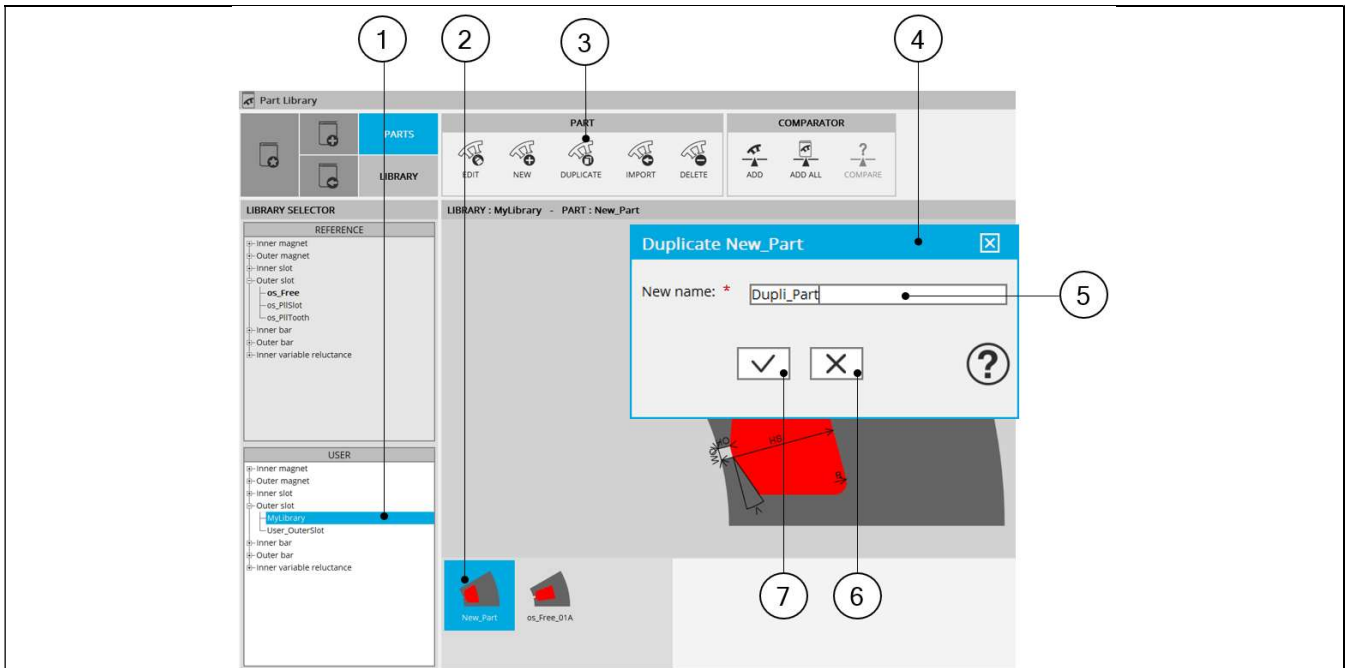 1
2
3
4
Part Library
PARTS
LIBRARY
PART
EDIT
NEW
DUPLICATE
IMPORT
DELETE
COMPARATOR
ADD
ADD ALL
COMPARE
LIBRARY SELECTOR
LIBRARY : MyLibrary - PART : New_Part
REFERENCE
Inner magnet
Outer magnet
Inner slot
Outer slot
os_Free
os_PllSlot
os_PllTooth
Inner bar
Outer bar
Inner variable reluctance
Duplicate New_Part
New name: *
Dupli_Part
5
?
HO
HS
WO
R
USER
Inner magnet
Outer magnet
Inner slot
Outer slot
MyLibrary
User_OuterSlot
Inner bar
Outer bar
Inner variable reluctance
New_Part
os_Free_01A
7
6